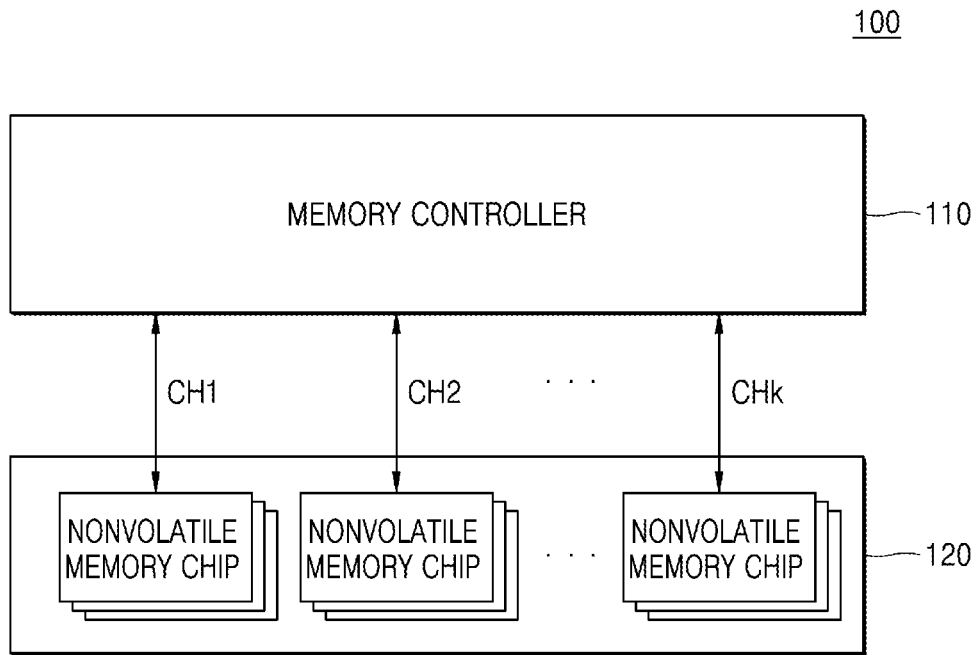 100
MEMORY CONTROLLER
110
CH1
CH2
. . .
CHk
NONVOLATILE
MEMORY CHIP
NONVOLATILE
MEMORY CHIP
. . .
NONVOLATILE
MEMORY CHIP
120